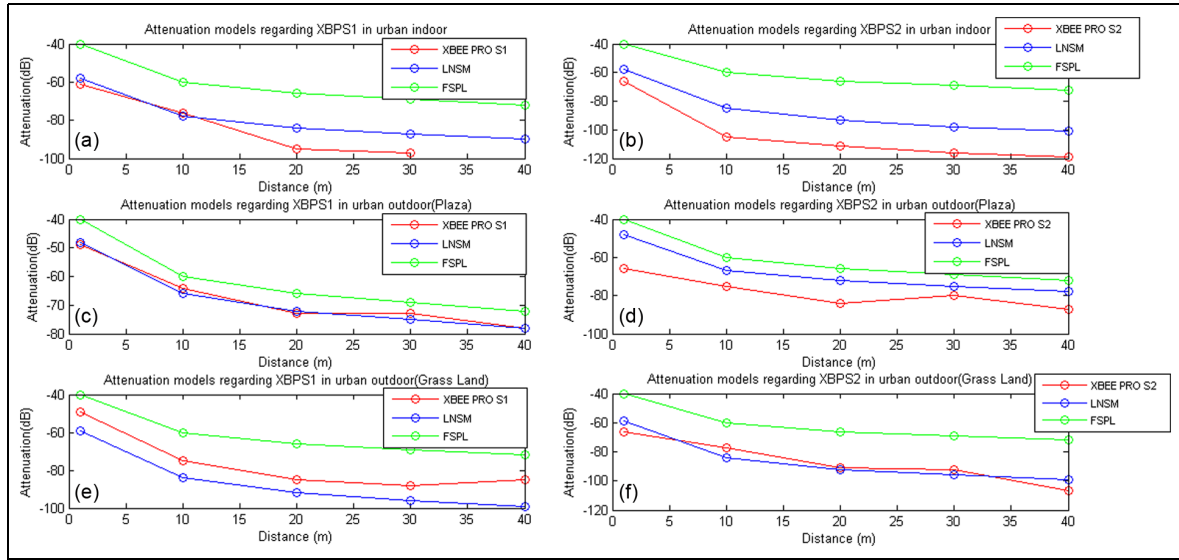 Attenuation models regarding XBPS1 in urban indoor
Attenuation(dB)
-40
-60
-80
-100
(a)
XBEE PRO S1
LNSM
FSPL
0 5 10 15 20 25 30 35 40
Distance (m)
Attenuation models regarding XBPS2 in urban indoor
Attenuation(dB)
-40
-60
-80
-100
-120
(b)
XBEE PRO S2
LNSM
FSPL
0 5 10 15 20 25 30 35 40
Distance (m)
Attenuation models regarding XBPS1 in urban outdoor(Plaza)
Attenuation(dB)
-40
-50
-60
-70
-80
(c)
XBEE PRO S1
LNSM
FSPL
0 5 10 15 20 25 30 35 40
Distance (m)
Attenuation models regarding XBPS2 in urban outdoor(Plaza)
Attenuation(dB)
-40
-60
-80
-100
(d)
XBEE PRO S2
LNSM
FSPL
0 5 10 15 20 25 30 35 40
Distance (m)
Attenuation models regarding XBPS1 in urban outdoor(Grass Land)
Attenuation(dB)
-40
-60
-80
-100
(e)
XBEE PRO S1
LNSM
FSPL
0 5 10 15 20 25 30 35 40
Distance (m)
Attenuation models regarding XBPS2 in urban outdoor(Grass Land)
Attenuation(dB)
-40
-60
-80
-100
-120
(f)
XBEE PRO S2
LNSM
FSPL
0 5 10 15 20 25 30 35 40
Distance (m)